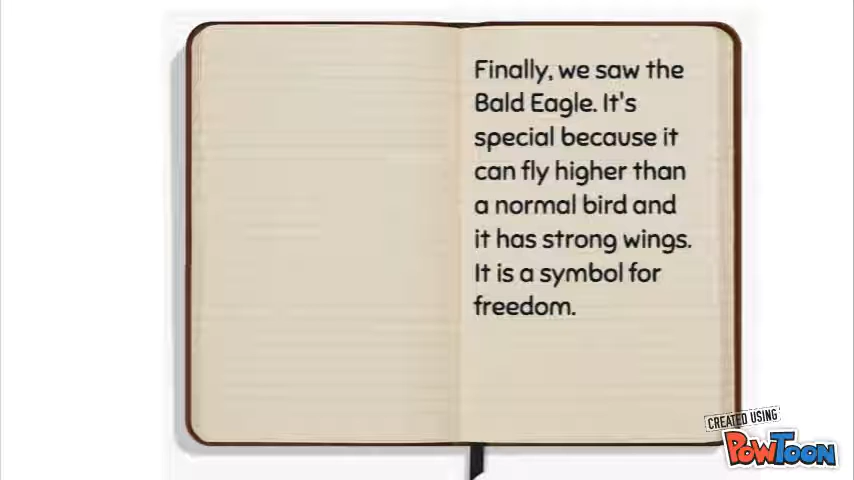 Finally, we saw the
Bald Eagle. It's
special because it
can fly higher than
a normal bird and
it has strong wings.
It is a symbol for
freedom.
CREATED USING
POWTOON